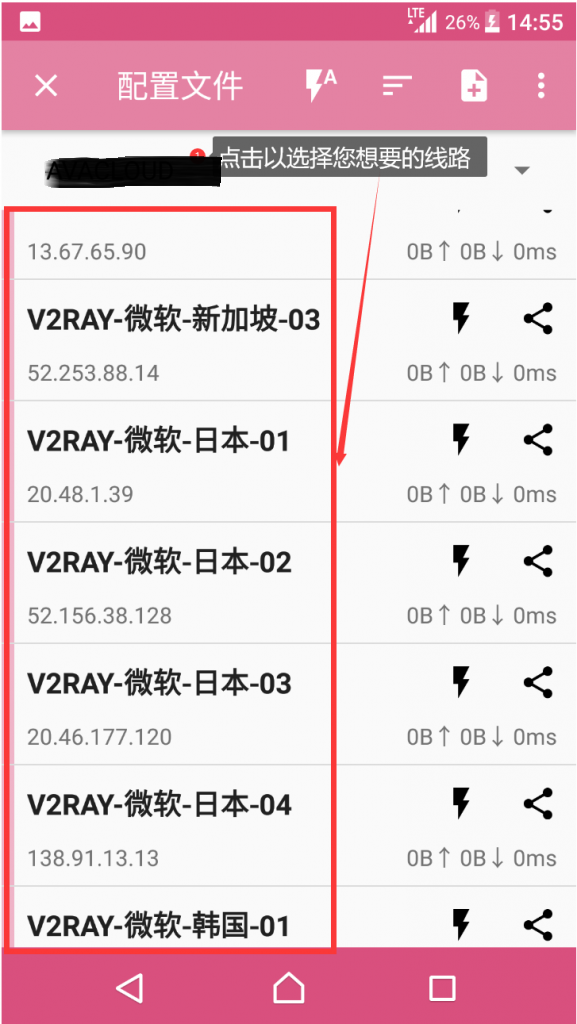 LTE 26% 14:55
配置文件 A
AVACLOUD
1 点击以选择您想要的线路
13.67.65.90 0B↑ 0B↓ 0ms
V2RAY-微软-新加坡-03
52.253.88.14 0B↑ 0B↓ 0ms
V2RAY-微软-日本-01
20.48.1.39 0B↑ 0B↓ 0ms
V2RAY-微软-日本-02
52.156.38.128 0B↑ 0B↓ 0ms
V2RAY-微软-日本-03
20.46.177.120 0B↑ 0B↓ 0ms
V2RAY-微软-日本-04
138.91.13.13 0B↑ 0B↓ 0ms
V2RAY-微软-韩国-01